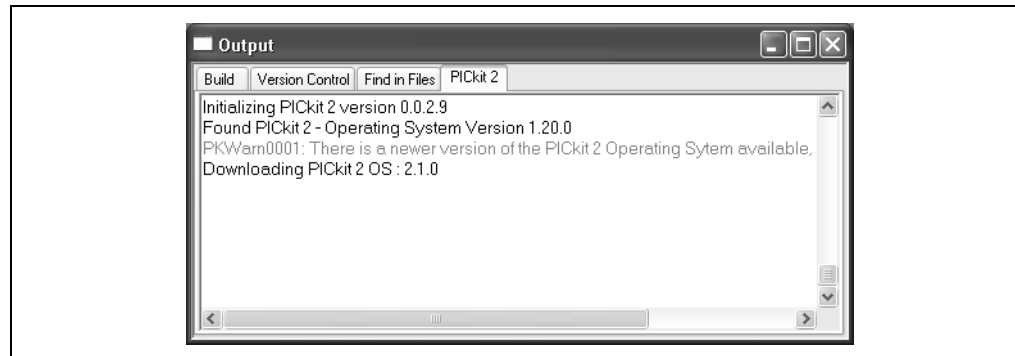 Output
Build Version Control Find in Files PICkit 2
Initializing PICkit 2 version 0.0.2.9
Found PICkit 2 - Operating System Version 1.20.0
PKWarn0001: There is a newer version of the PICkit 2 Operating Sytem available,
Downloading PICkit 2 OS : 2.1.0